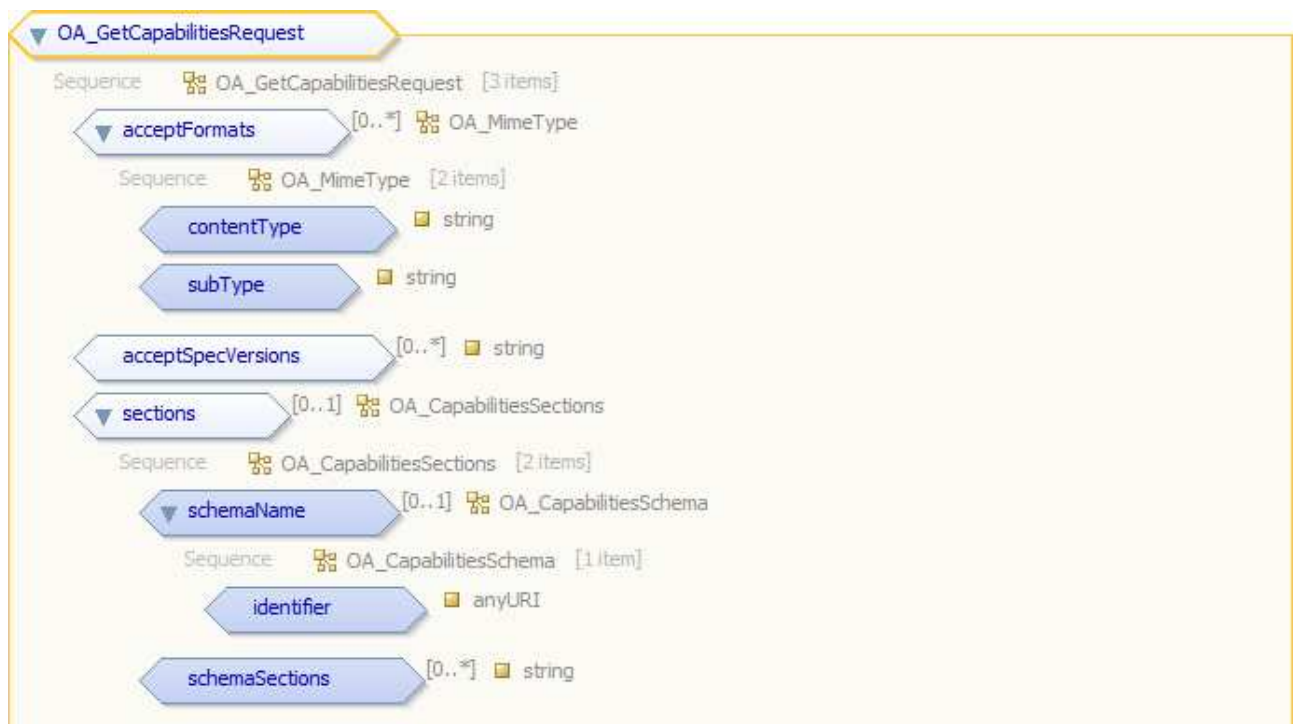 OA_GetCapabilitiesRequest
Sequence OA_GetCapabilitiesRequest [3 items]
acceptFormats [0..*] OA_MimeType
Sequence OA_MimeType [2 items]
contentType string
subType string
acceptSpecVersions [0..*] string
sections [0..1] OA_CapabilitiesSections
Sequence OA_CapabilitiesSections [2 items]
schemaName [0..1] OA_CapabilitiesSchema
Sequence OA_CapabilitiesSchema [1 item]
identifier anyURI
schemaSections [0..*] string